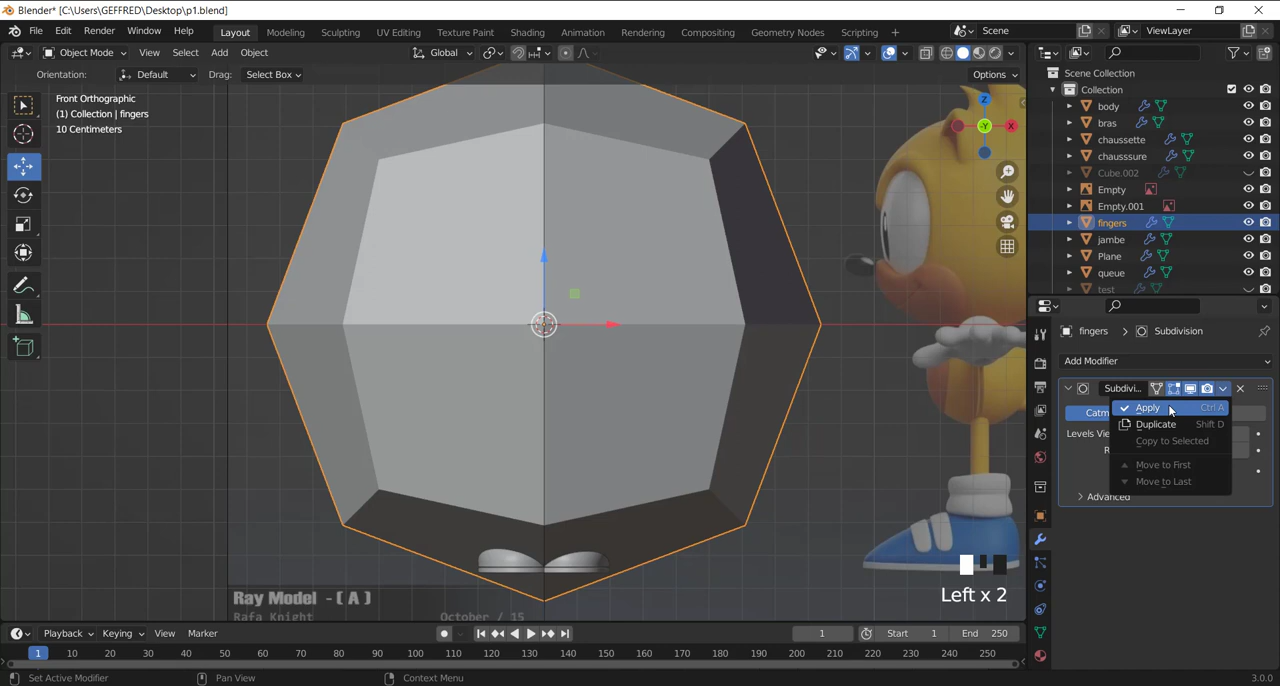 Blender* [C:\Users\GEFFRED\Desktop\p1.blend]
File Edit Render Window Help
Layout Modeling Sculpting UV Editing Texture Paint Shading Animation Rendering Compositing Geometry Nodes Scripting +
Scene
ViewLayer
Object Mode View Select Add Object
Global
Orientation: Default Drag: Select Box
Options
Front Orthographic
(1) Collection | fingers
10 Centimeters
Z
-Y
X
Scene Collection
Collection
body
bras
chaussette
chausssure
Cube.002
Empty
Empty.001
fingers
jambe
Plane
queue
test
fingers > Subdivision
Add Modifier
Subdivi...
Apply Ctrl A
Catm
Duplicate Shift D
Levels Vie
Copy to Selected
R
Move to First
Move to Last
Advanced
Left x 2
Ray Model - ( A )
Rafa Knight
October / 15
Playback Keying View Marker
1
Start 1
End 250
1 10 20 30 40 50 60 70 80 90 100 110 120 130 140 150 160 170 180 190 200 210 220 230 240 250
Set Active Modifier
Pan View
Context Menu
3.0.0